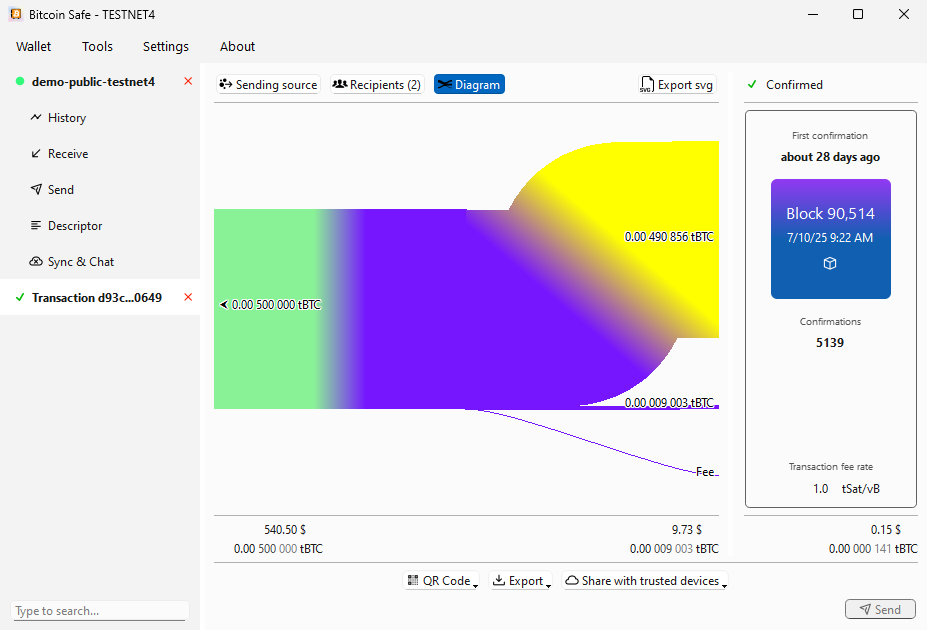 Bitcoin Safe - TESTNET4
Wallet Tools Settings About
demo-public-testnet4
History
Receive
Send
Descriptor
Sync & Chat
Transaction d93c...0649
Type to search...
Sending source Recipients (2) Diagram Export svg
0.00 490 856 tBTC
0.00 500 000 tBTC
0.00 009 003 tBTC
Fee
540.50 $ 9.73 $
0.00 500 000 tBTC 0.00 009 003 tBTC
QR Code Export Share with trusted devices
Confirmed
First confirmation
about 28 days ago
Block 90,514
7/10/25 9:22 AM
Confirmations
5139
Transaction fee rate
1.0 tSat/vB
0.15 $
0.00 000 141 tBTC
Send